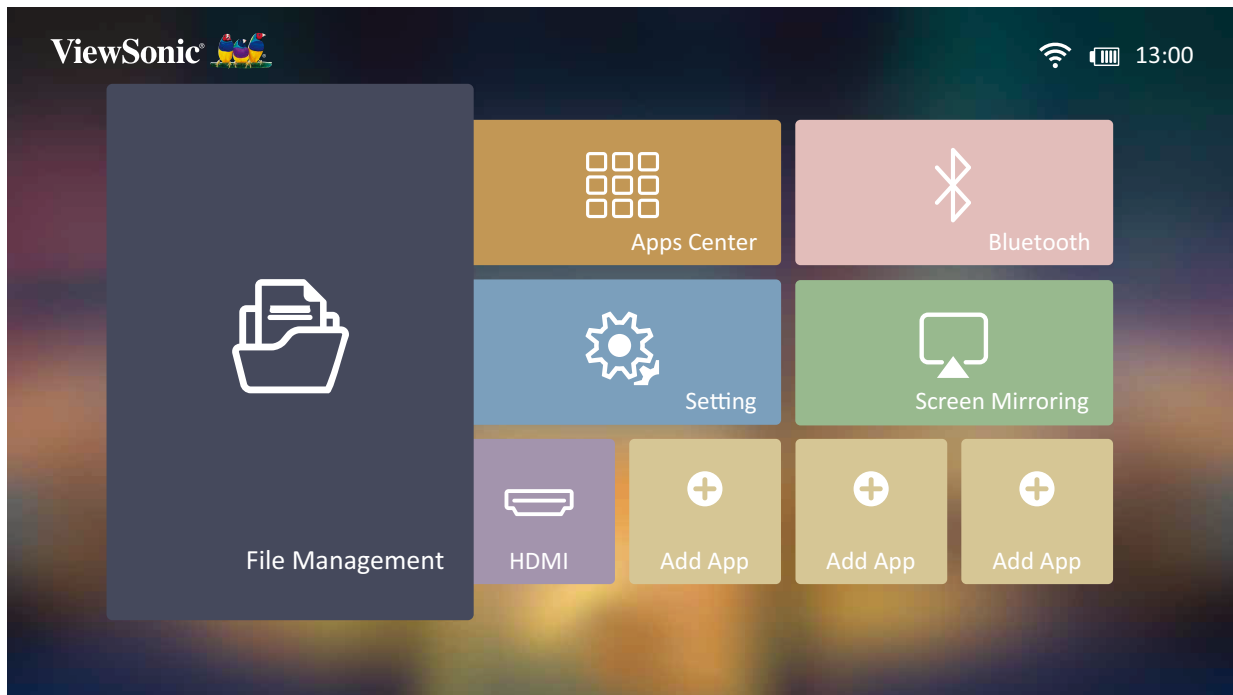 ViewSonic®
13:00
Apps Center
Bluetooth
Setting
Screen Mirroring
File Management
HDMI
Add App
Add App
Add App